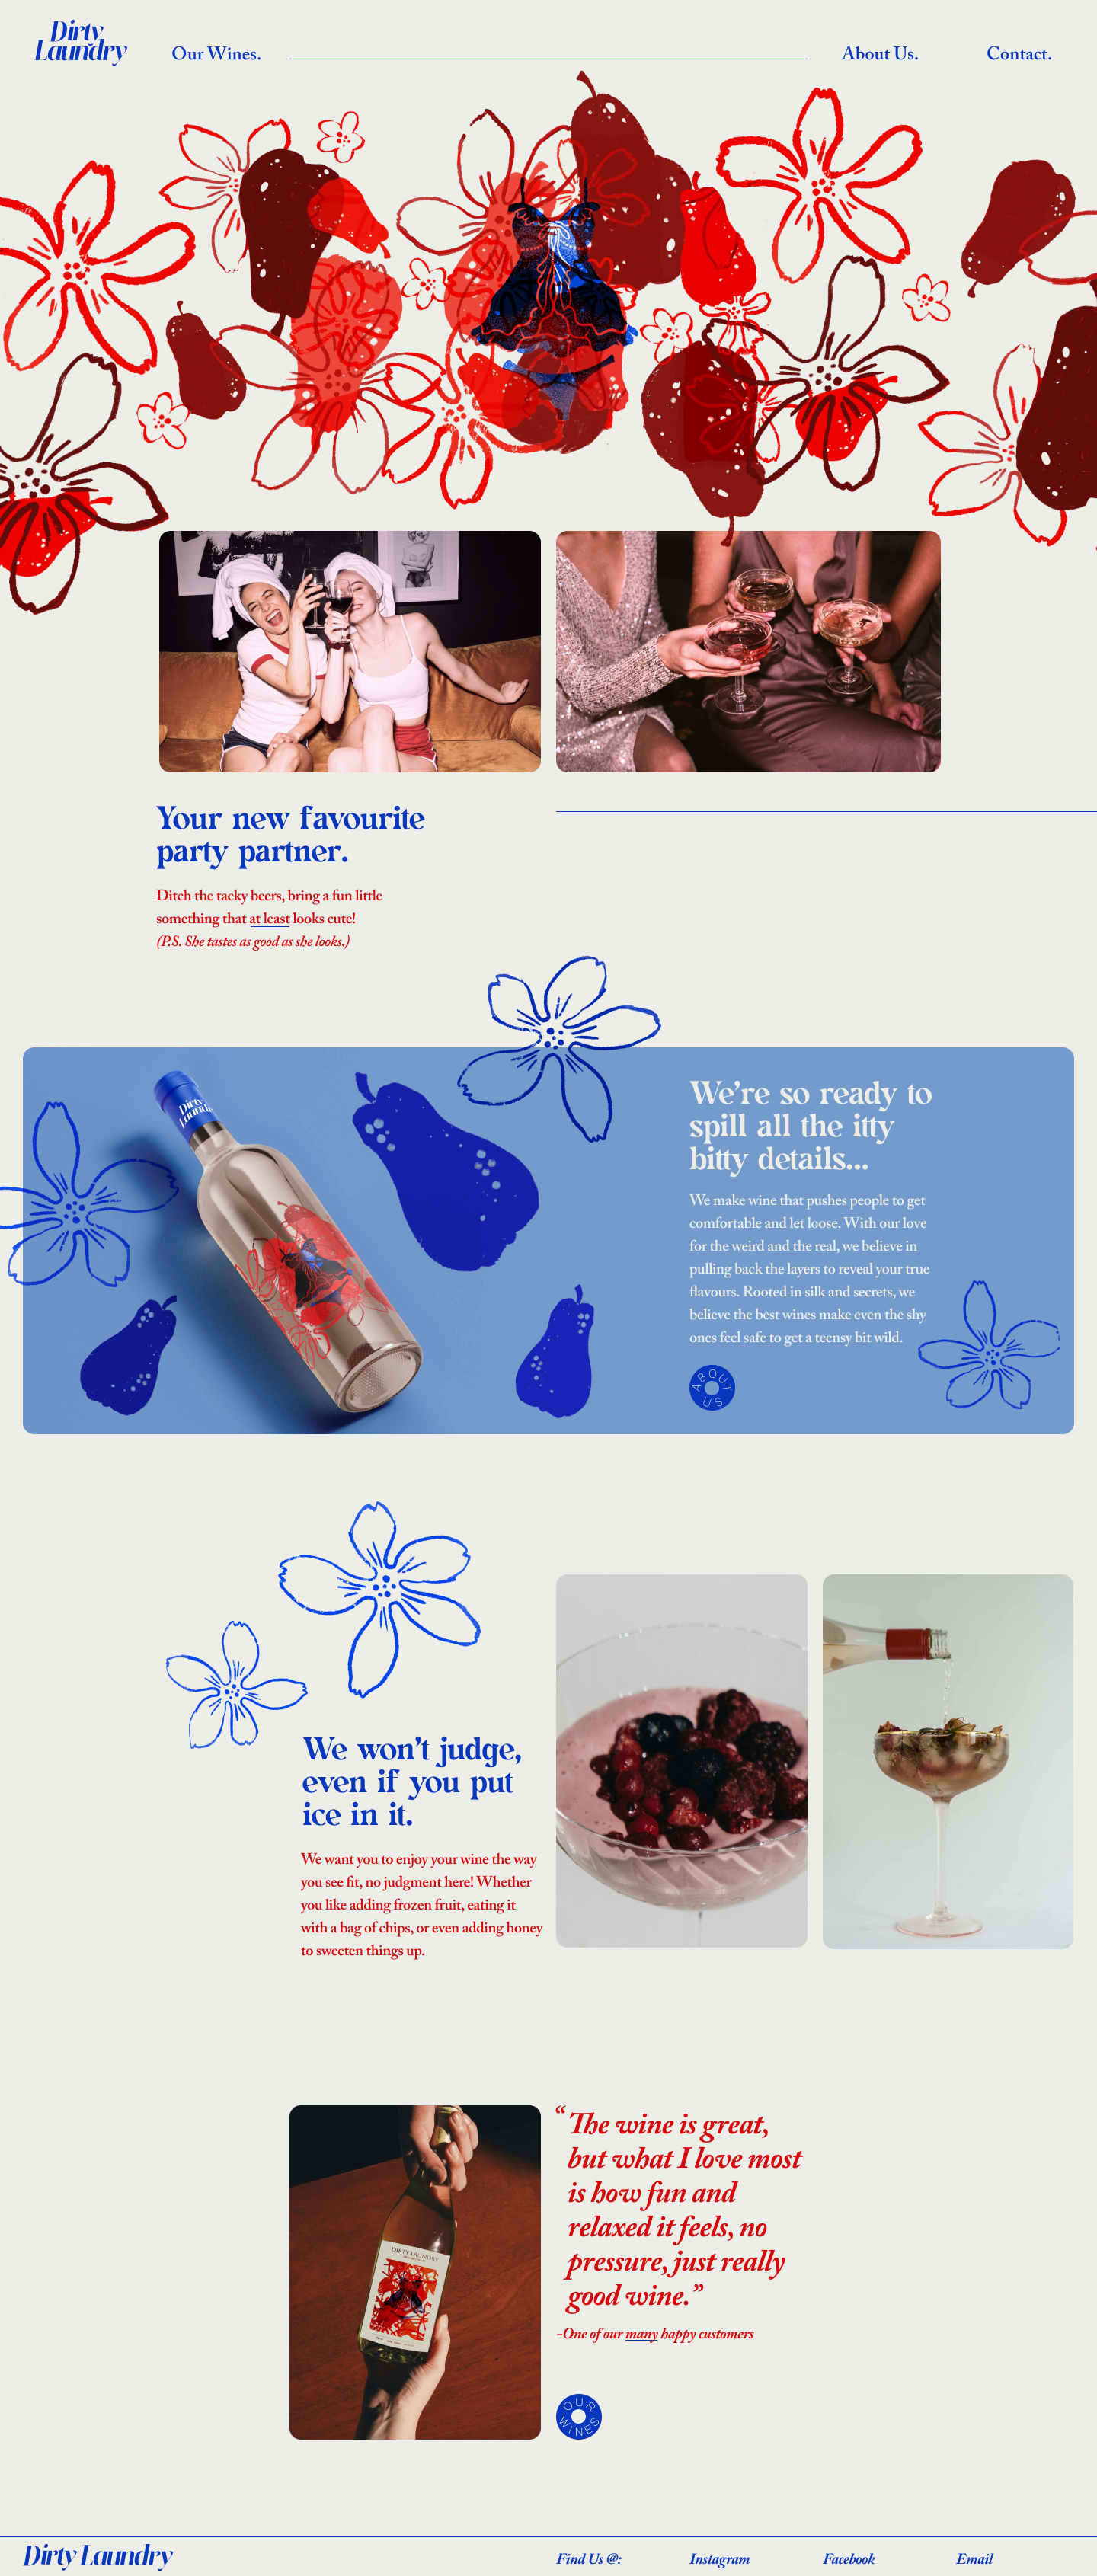 Dirty
Laundry
Our Wines.
About Us.
Contact.
Your new favourite
party partner.
Ditch the tacky beers, bring a fun little
something that at least looks cute!
(P.S. She tastes as good as she looks.)
Dirty
Laundry
We're so ready to
spill all the itty
bitty details...
We make wine that pushes people to get
comfortable and let loose. With our love
for the weird and the real, we believe in
pulling back the layers to reveal your true
flavours. Rooted in silk and secrets, we
believe the best wines make even the shy
ones feel safe to get a teensy bit wild.
ABOUT US
We won't judge,
even if you put
ice in it.
We want you to enjoy your wine the way
you see fit, no judgment here! Whether
you like adding frozen fruit, eating it
with a bag of chips, or even adding honey
to sweeten things up.
DIRTY LAUNDRY
“The wine is great,
but what I love most
is how fun and
relaxed it feels, no
pressure, just really
good wine.”
-One of our many happy customers
OUR WINES
Dirty Laundry
Find Us @:
Instagram
Facebook
Email